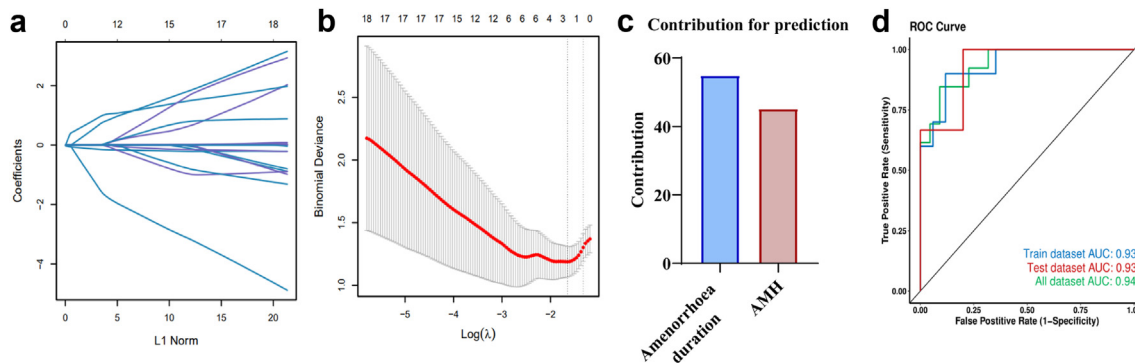 a
0 12 15 17 18
2
0
-2
-4
Coefficients
0 5 10 15 20
L1 Norm
b
18 17 17 17 17 12 12 9 6 6 3 1 0
2.5
2.0
1.5
1.0
Binomial Deviance
-5 -4 -3 -2
Log(λ)
c
Contribution for prediction
60
40
20
0
Contribution
Amenorrhoea
duration
AMH
d
ROC Curve
1.00
0.75
0.50
0.25
0.00
True Positive Rate (Sensitivity)
Train dataset AUC: 0.93
Test dataset AUC: 0.93
All dataset AUC: 0.94
0.00 0.25 0.50 0.75 1.0
False Positive Rate (1-Specificity)